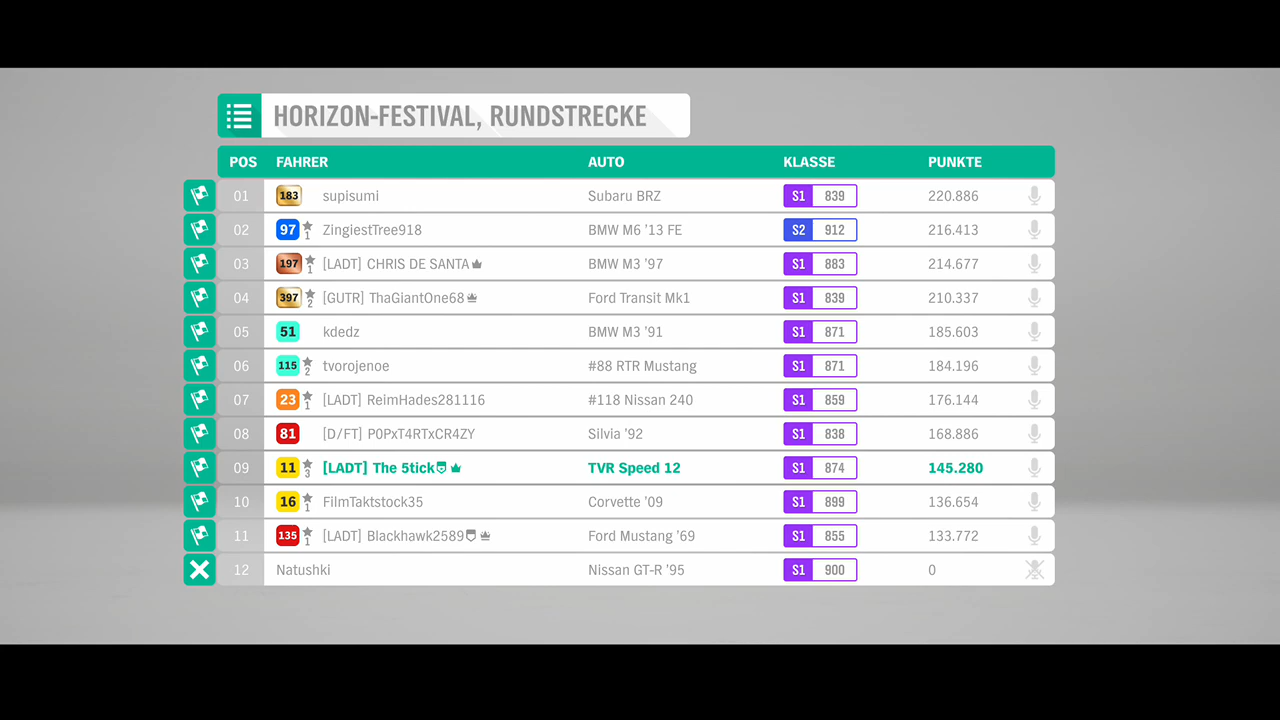 HORIZON-FESTIVAL, RUNDSTRECKE
POS FAHRER AUTO KLASSE PUNKTE
01 183 supisumi Subaru BRZ S1 839 220.886
02 97 1 ZingiestTree918 BMW M6 '13 FE S2 912 216.413
03 197 1 [LADT] CHRIS DE SANTA BMW M3 '97 S1 883 214.677
04 397 2 [GUTR] ThaGiantOne68 Ford Transit Mk1 S1 839 210.337
05 51 kdedz BMW M3 '91 S1 871 185.603
06 115 2 tvorojenoe #88 RTR Mustang S1 871 184.196
07 23 1 [LADT] ReimHades281116 #118 Nissan 240 S1 859 176.144
08 81 [D/FT] P0PxT4RTxCR4ZY Silvia '92 S1 838 168.886
09 11 3 [LADT] The 5tick TVR Speed 12 S1 874 145.280
10 16 1 FilmTaktstock35 Corvette '09 S1 899 136.654
11 135 1 [LADT] Blackhawk2589 Ford Mustang '69 S1 855 133.772
12 Natushki Nissan GT-R '95 S1 900 0